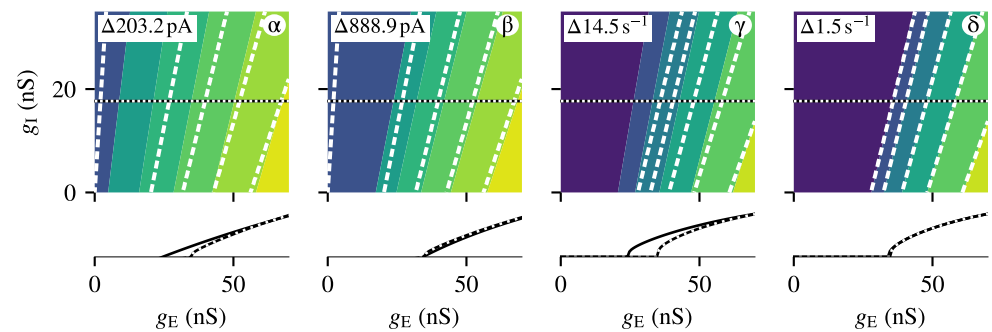 Δ203.2 pA α
Δ888.9 pA β
Δ14.5 s⁻¹ γ
Δ1.5 s⁻¹ δ
g_I (nS)
20
0
0 50
0 50
0 50
0 50
g_E (nS)
g_E (nS)
g_E (nS)
g_E (nS)